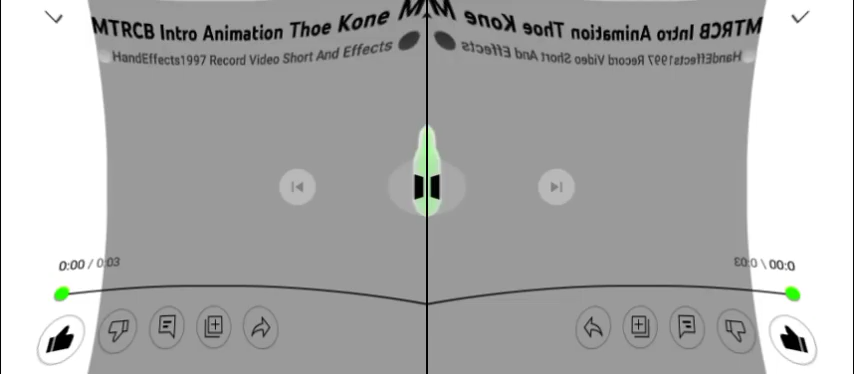 MTRCB Intro Animation Thoe Kone M
HandEffects1997 Record Video Short And Effects
0:00 / 0:03
M MTRCB Intro Animation Thoe Kone
HandEffects1997 Record Video Short And Effects
0:00 / 0:03